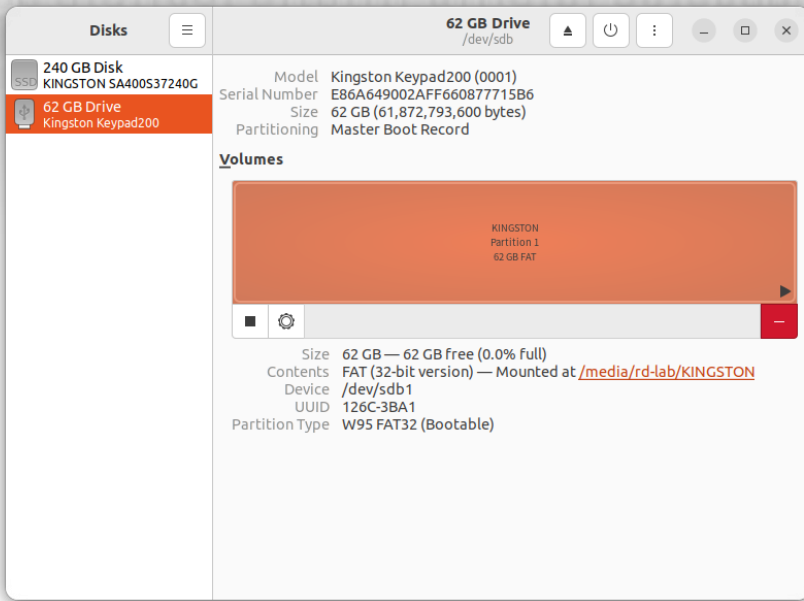 Disks
62 GB Drive
/dev/sdb
240 GB Disk
KINGSTON SA400S37240G
SSD
62 GB Drive
Kingston Keypad200
Model Kingston Keypad200 (0001)
Serial Number E86A649002AFF660877715B6
Size 62 GB (61,872,793,600 bytes)
Partitioning Master Boot Record
Volumes
KINGSTON
Partition 1
62 GB FAT
Size 62 GB — 62 GB free (0.0% full)
Contents FAT (32-bit version) — Mounted at /media/rd-lab/KINGSTON
Device /dev/sdb1
UUID 126C-3BA1
Partition Type W95 FAT32 (Bootable)